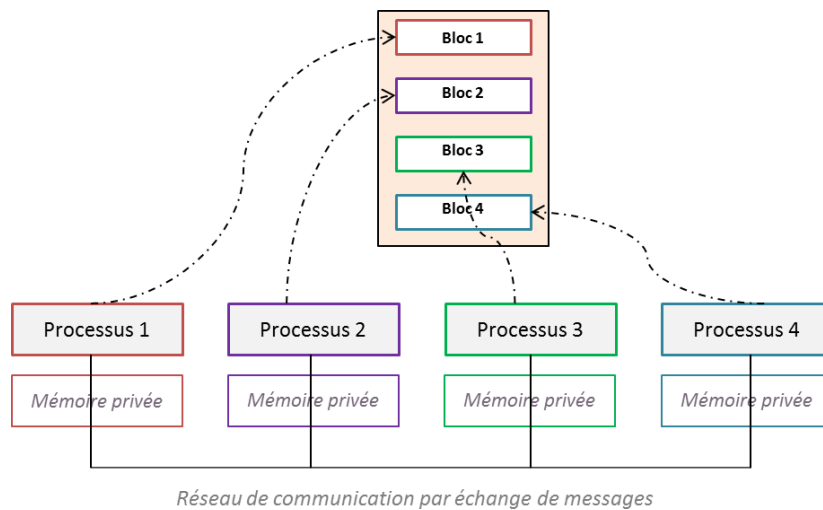 Bloc 1
Bloc 2
Bloc 3
Bloc 4
Processus 1
Processus 2
Processus 3
Processus 4
Mémoire privée
Mémoire privée
Mémoire privée
Mémoire privée
Réseau de communication par échange de messages